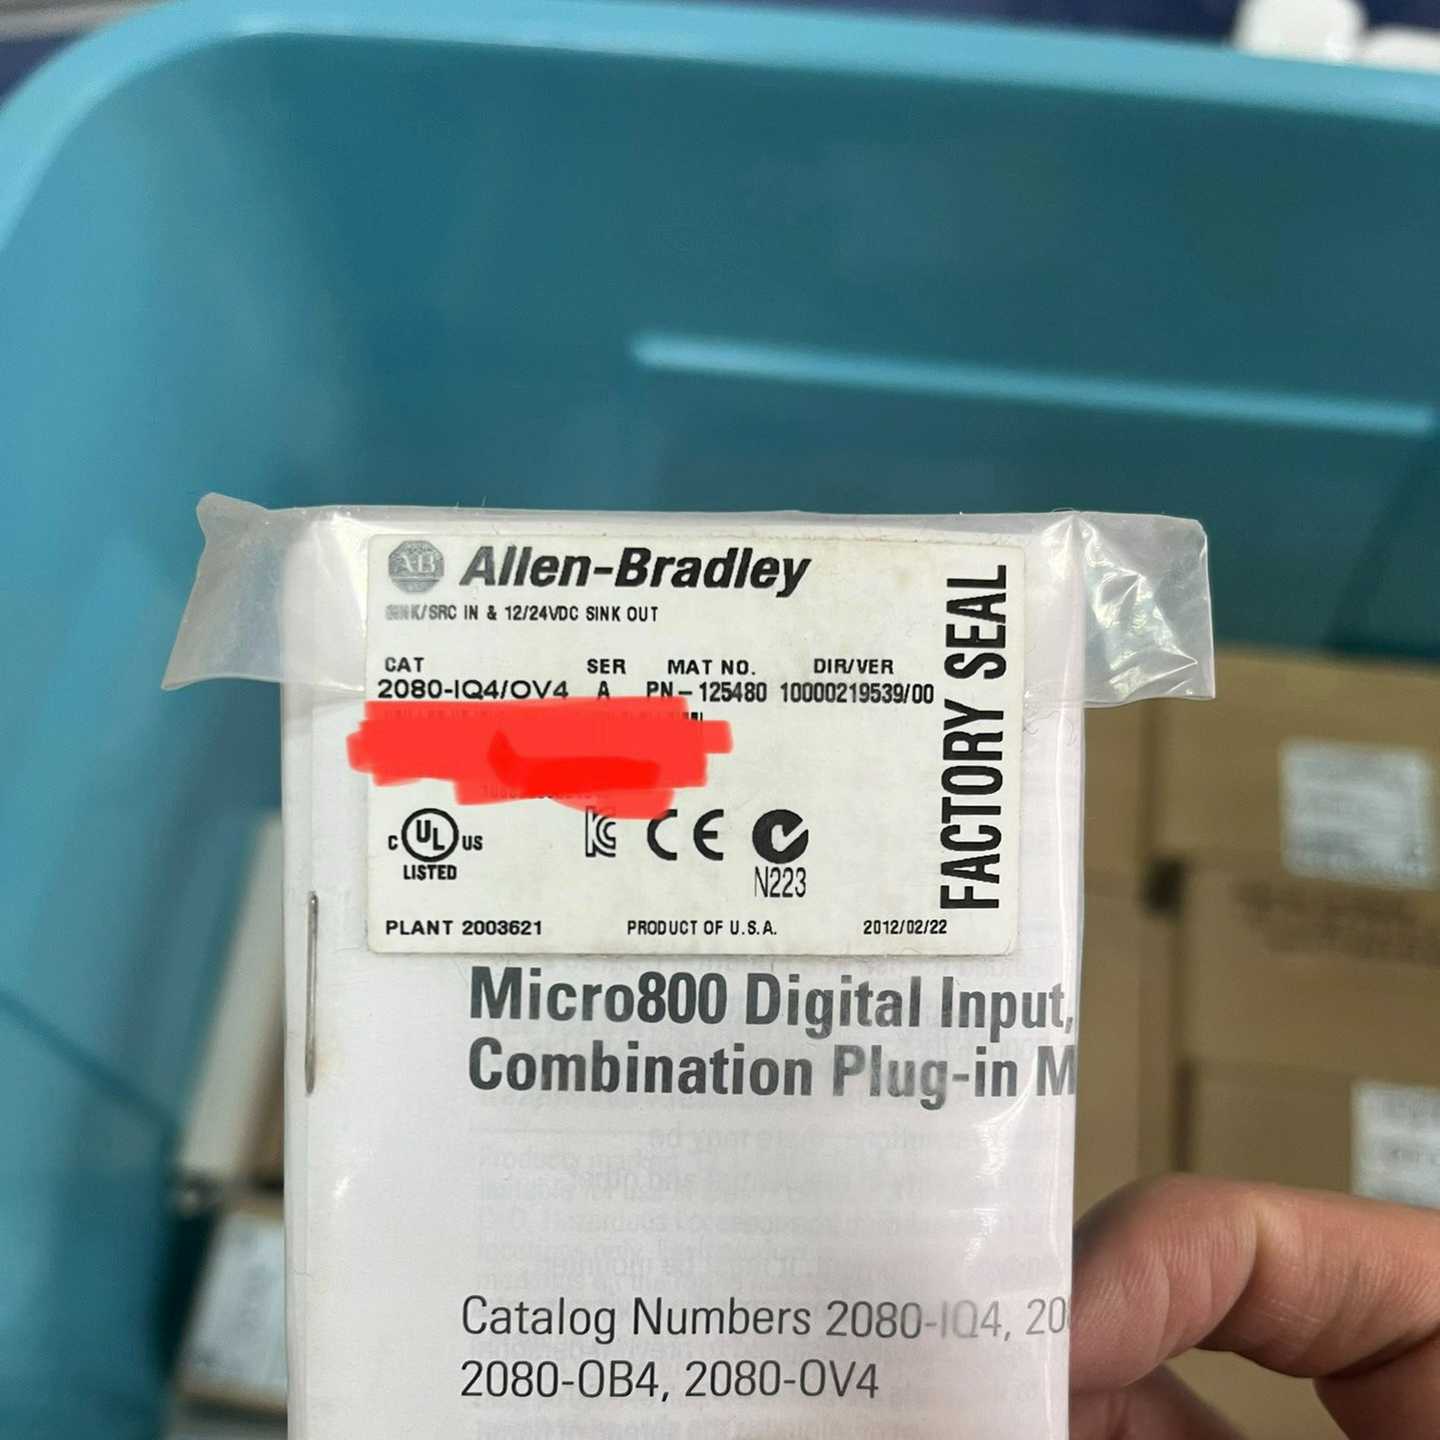 AB Allen-Bradley
SINK/SRC IN & 12/24VDC SINK OUT
CAT SER MAT NO. DIR/VER
2080-IQ4/OV4 A PN-125480 10000219539/00
FACTORY SEAL
C UL US
LISTED
CE
N223
PLANT 2003621 PRODUCT OF U.S.A. 2012/02/22
Micro800 Digital Input,
Combination Plug-in M
Catalog Numbers 2080-IQ4, 20
2080-OB4, 2080-OV4